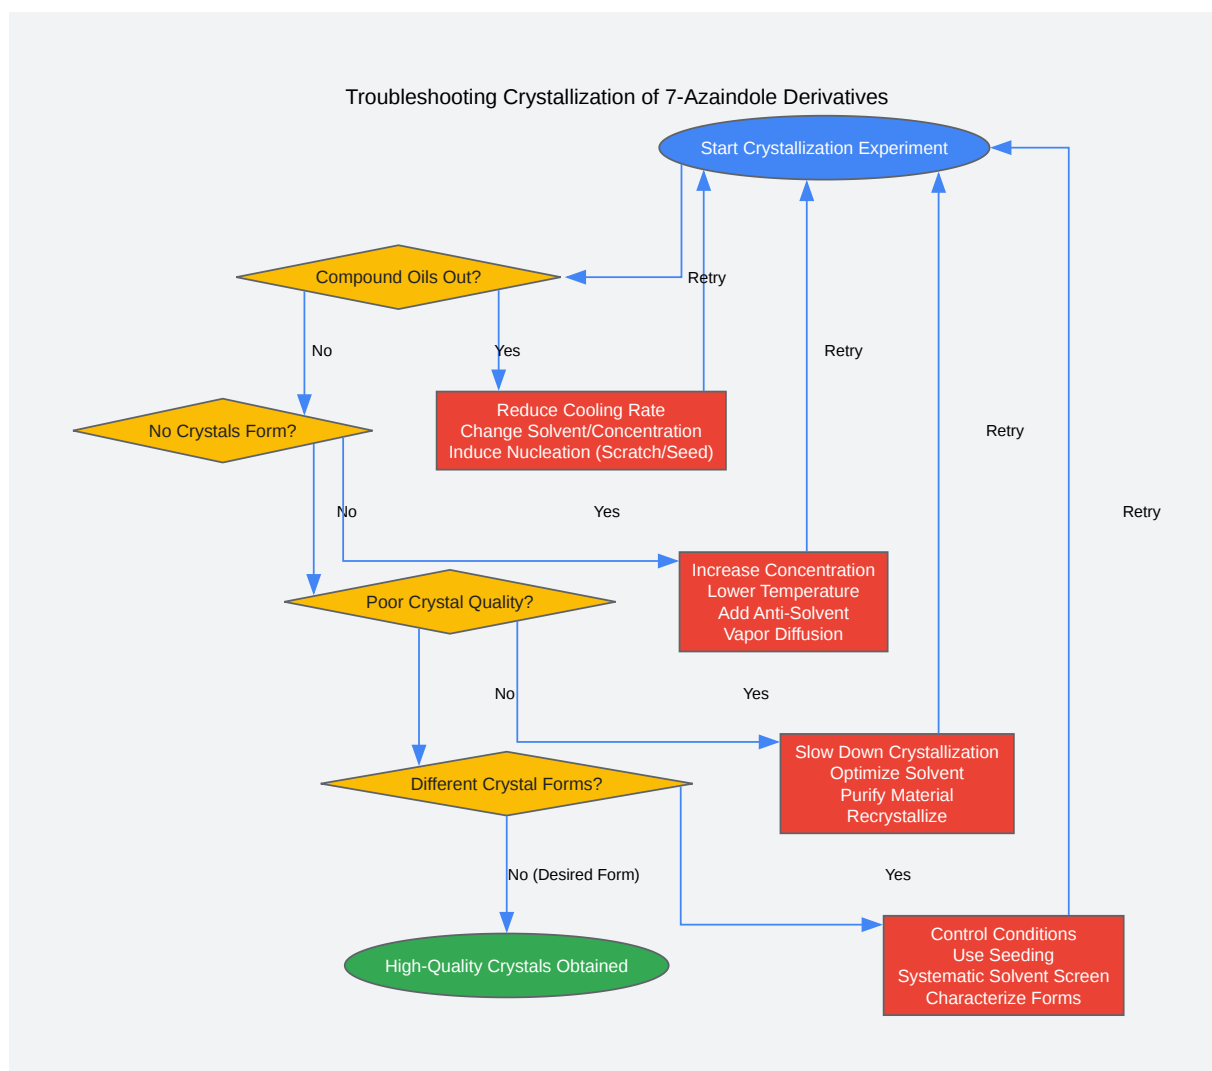 Troubleshooting Crystallization of 7-Azaindole Derivatives
Start Crystallization Experiment
Compound Oils Out?
Retry
No
Yes
Retry
Reduce Cooling Rate
Change Solvent/Concentration
Induce Nucleation (Scratch/Seed)
No Crystals Form?
Retry
No
Yes
Retry
Increase Concentration
Lower Temperature
Add Anti-Solvent
Vapor Diffusion
Poor Crystal Quality?
No
Yes
Slow Down Crystallization
Optimize Solvent
Purify Material
Recrystallize
Different Crystal Forms?
No (Desired Form)
Yes
Control Conditions
Use Seeding
Systematic Solvent Screen
Characterize Forms
High-Quality Crystals Obtained